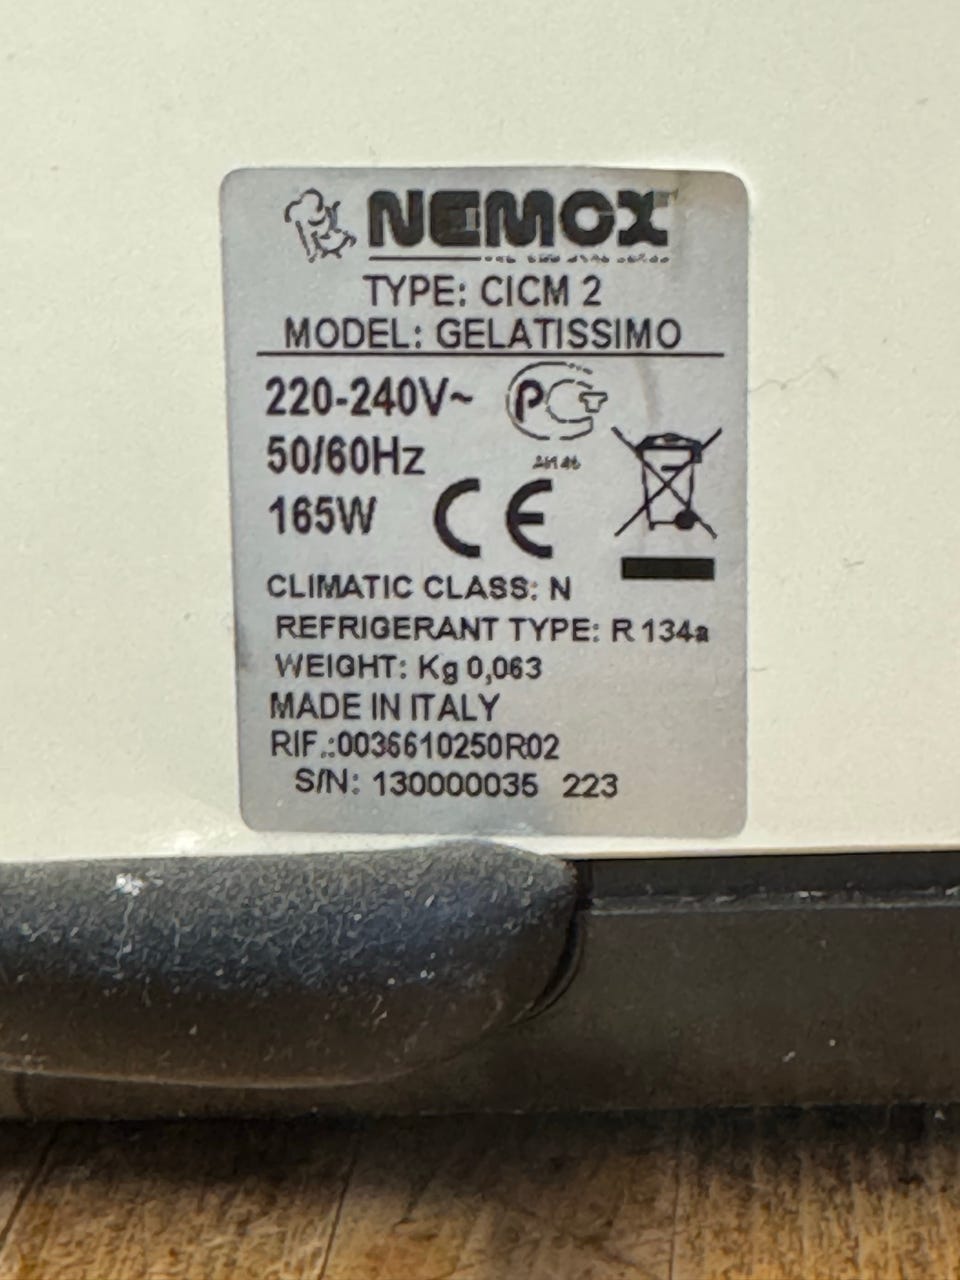 NEMOX
TYPE: CICM 2
MODEL: GELATISSIMO
220-240V~
50/60Hz
165W CE
CLIMATIC CLASS: N
REFRIGERANT TYPE: R 134a
WEIGHT: Kg 0,063
MADE IN ITALY
RIF.:0036610250R02
S/N: 130000035 223